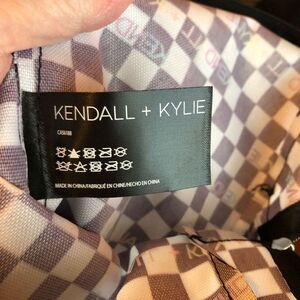 KENDALL + KYLIE
MADE IN CHINA/FABRIQUÉ EN CHINE/HECHO EN CHINA